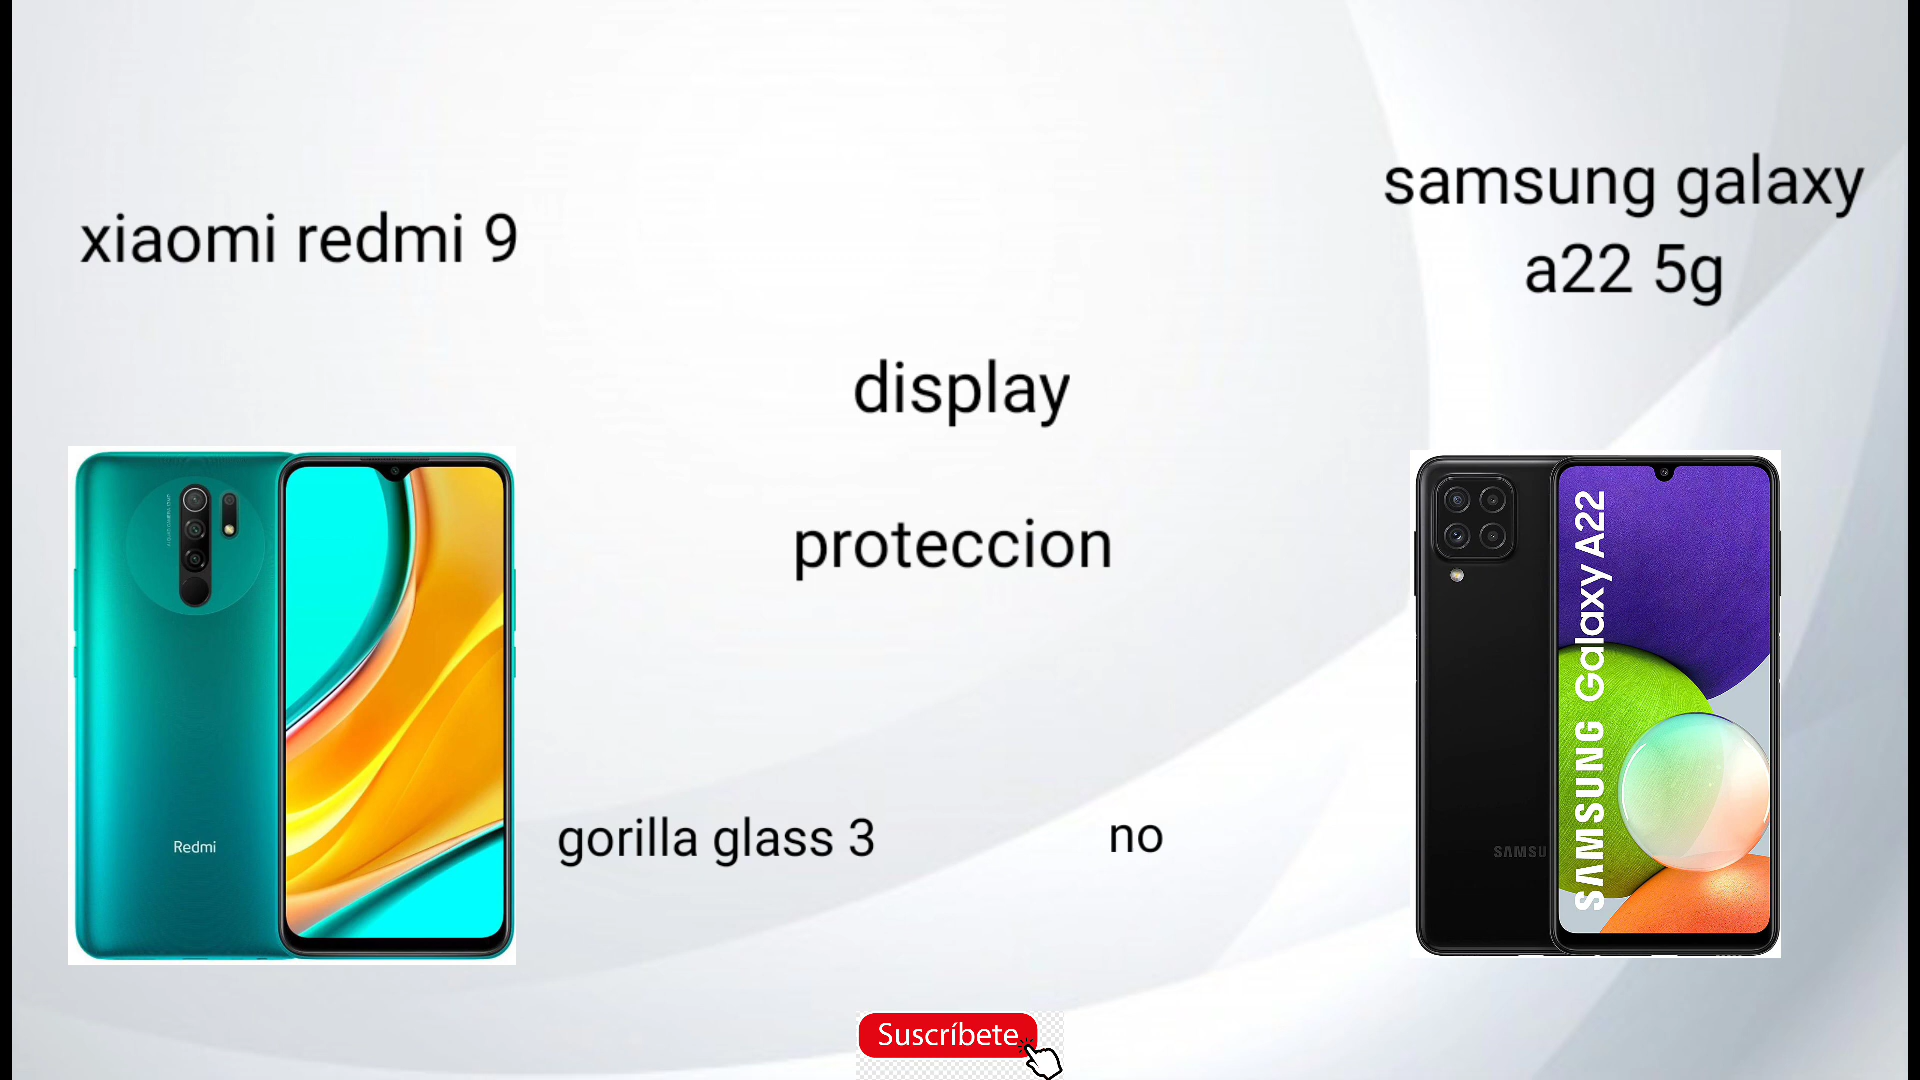 xiaomi redmi 9
samsung galaxy
a22 5g
display
proteccion
gorilla glass 3
no
Redmi
SAMSU
SAMSUNG Galaxy A22
Suscríbete